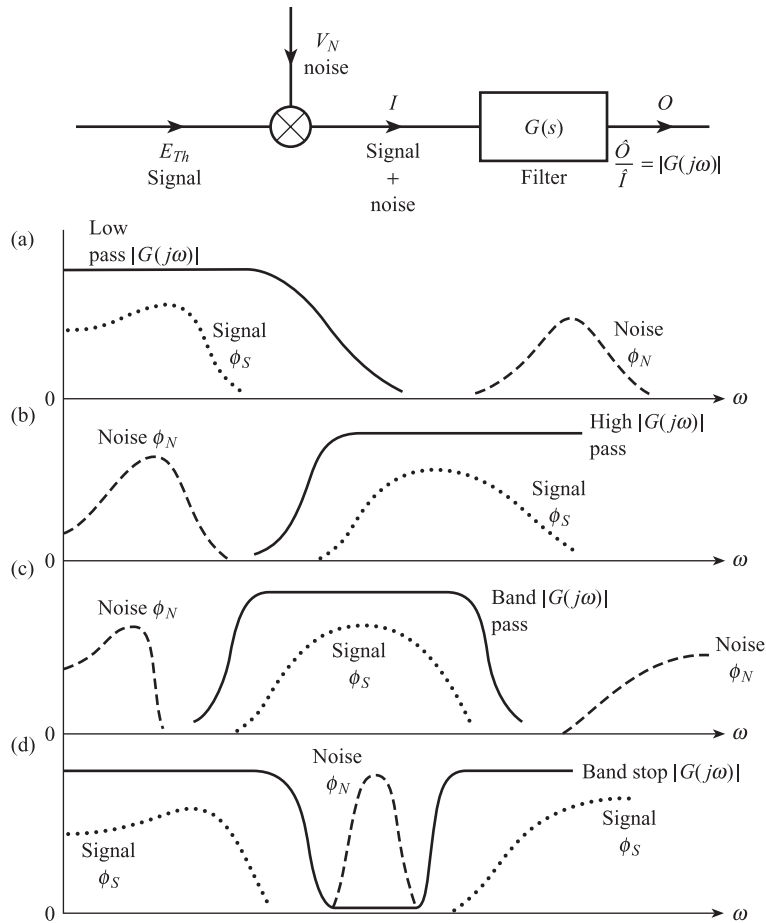 V_N
noise
I
G(s)
O
E_Th
Signal
Signal
+
noise
Filter
Ô/Î = |G(jω)|
(a)
Low
pass |G(jω)|
Signal
ϕ_S
Noise
ϕ_N
0
ω
(b)
Noise ϕ_N
High |G(jω)|
pass
Signal
ϕ_S
0
ω
(c)
Noise ϕ_N
Band |G(jω)|
pass
Signal
ϕ_S
Noise
ϕ_N
0
ω
(d)
Noise
ϕ_N
Band stop |G(jω)|
Signal
ϕ_S
Signal
ϕ_S
0
ω